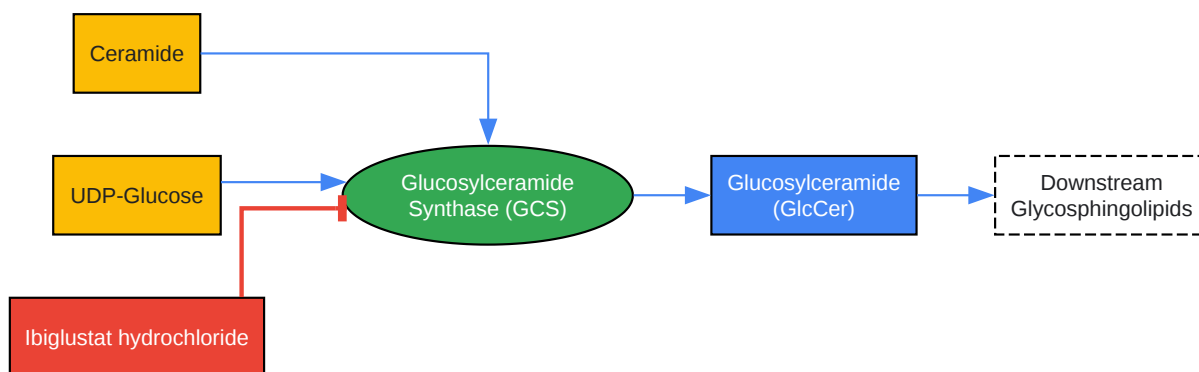 Ceramide
UDP-Glucose
Glucosylceramide
Synthase (GCS)
Glucosylceramide
(GlcCer)
Downstream
Glycosphingolipids
Ibiglustat hydrochloride